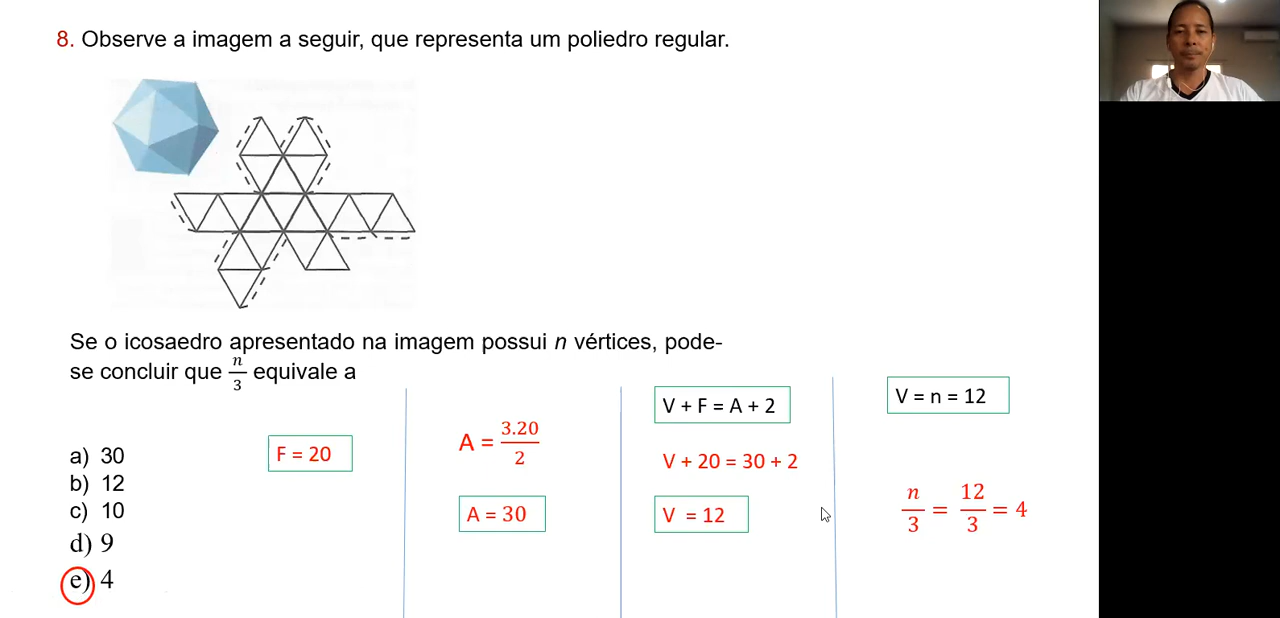 8. Observe a imagem a seguir, que representa um poliedro regular.
Se o icosaedro apresentado na imagem possui n vértices, pode-
se concluir que n/3 equivale a
a) 30
b) 12
c) 10
d) 9
e) 4
F = 20
A = 3.20/2
A = 30
V + F = A + 2
V + 20 = 30 + 2
V = 12
V = n = 12
n/3 = 12/3 = 4